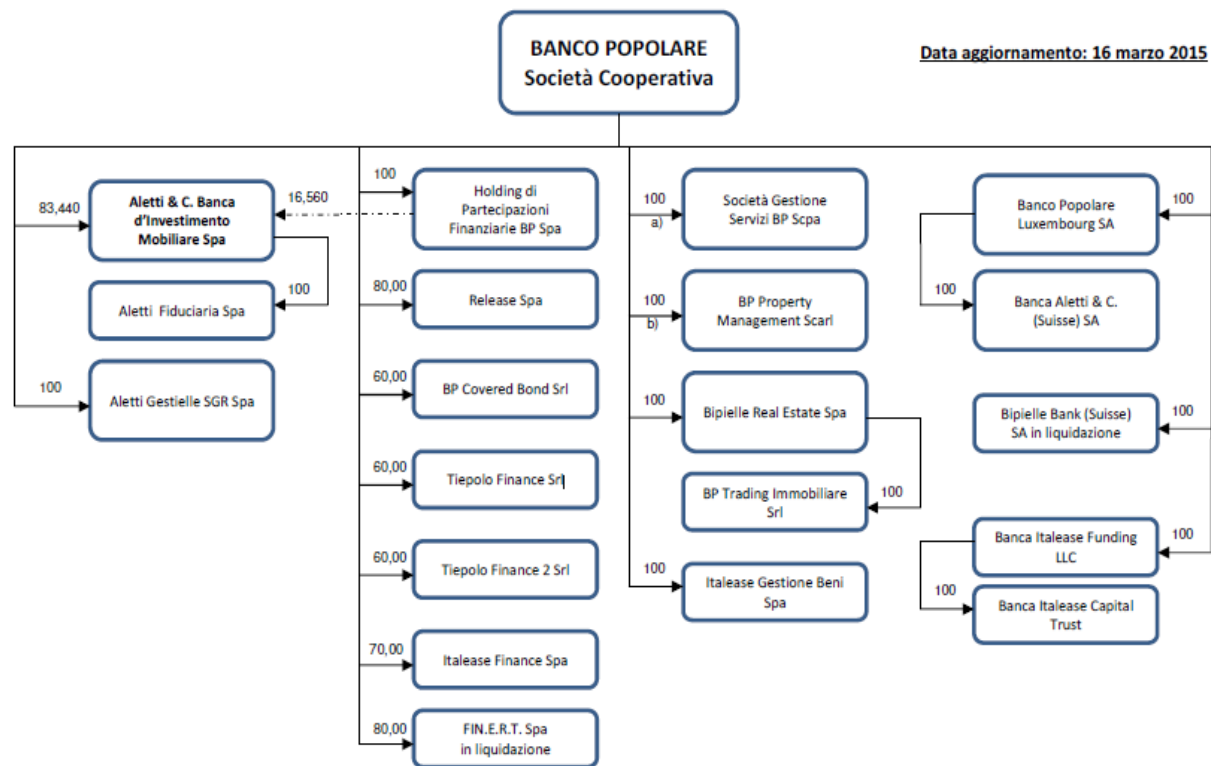 BANCO POPOLARE
Società Cooperativa
Data aggiornamento: 16 marzo 2015
83,440
Aletti & C. Banca
d'Investimento
Mobiliare Spa
16,560
100
Aletti Fiduciaria Spa
100
Aletti Gestielle SGR Spa
100
Holding di
Partecipazioni
Finanziarie BP Spa
80,00
Release Spa
60,00
BP Covered Bond Srl
60,00
Tiepolo Finance Srl
60,00
Tiepolo Finance 2 Srl
70,00
Italease Finance Spa
80,00
FIN.E.R.T. Spa
in liquidazione
100
a)
Società Gestione
Servizi BP Scpa
100
b)
BP Property
Management Scarl
100
Bipielle Real Estate Spa
BP Trading Immobiliare
Srl
100
100
Italease Gestione Beni
Spa
Banco Popolare
Luxembourg SA
100
100
Banca Aletti & C.
(Suisse) SA
Bipielle Bank (Suisse)
SA in liquidazione
100
Banca Italease Funding
LLC
100
100
Banca Italease Capital
Trust